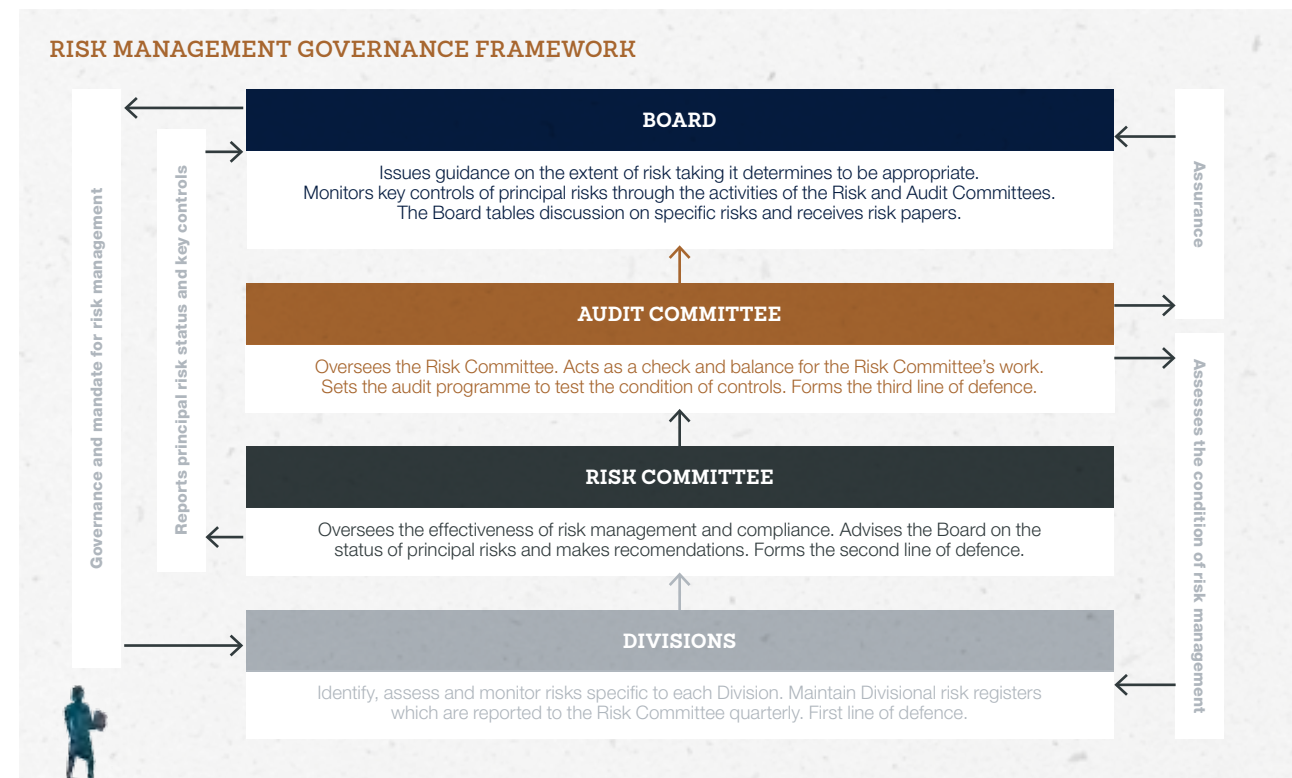 RISK MANAGEMENT GOVERNANCE FRAMEWORK
Governance and mandate for risk management
Reports principal risk status and key controls
BOARD
Issues guidance on the extent of risk taking it determines to be appropriate.
Monitors key controls of principal risks through the activities of the Risk and Audit Committees.
The Board tables discussion on specific risks and receives risk papers.
AUDIT COMMITTEE
Oversees the Risk Committee. Acts as a check and balance for the Risk Committee’s work.
Sets the audit programme to test the condition of controls. Forms the third line of defence.
RISK COMMITTEE
Oversees the effectiveness of risk management and compliance. Advises the Board on the
status of principal risks and makes recomendations. Forms the second line of defence.
DIVISIONS
Identify, assess and monitor risks specific to each Division. Maintain Divisional risk registers
which are reported to the Risk Committee quarterly. First line of defence.
Assurance
Assesses the condition of risk management